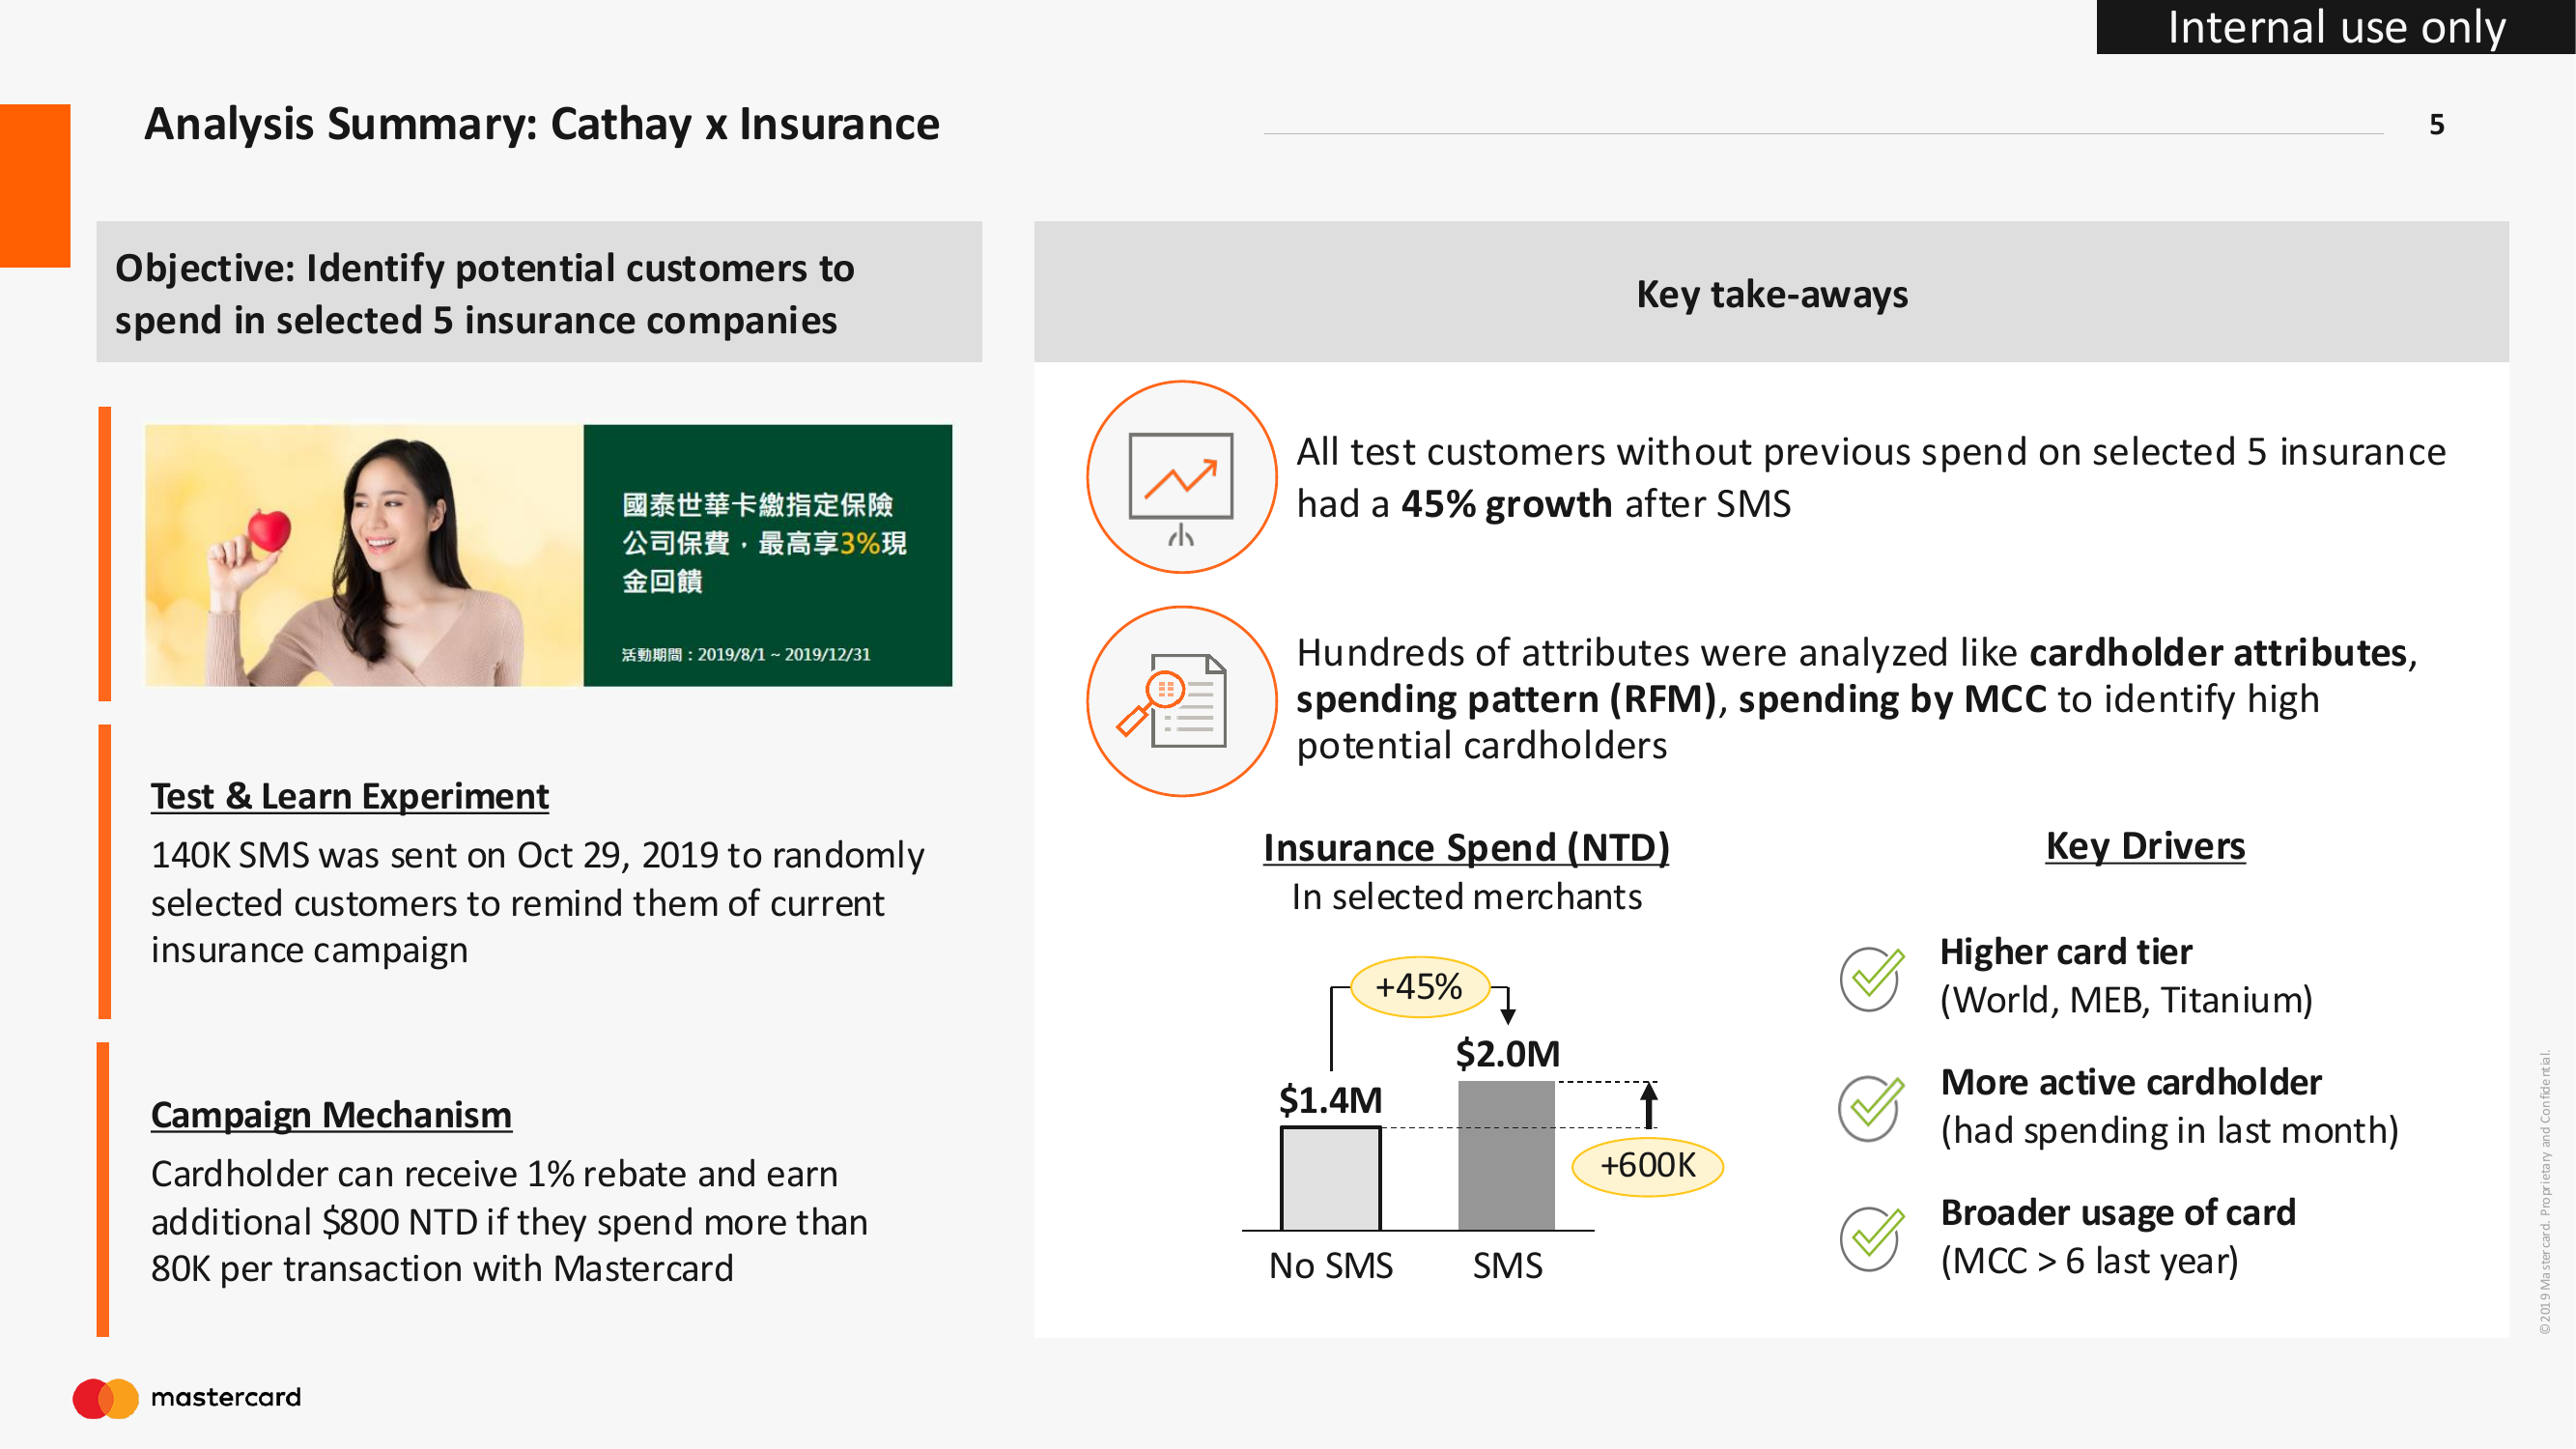 Internal use only
Analysis Summary: Cathay x Insurance
5
Objective: Identify potential customers to
spend in selected 5 insurance companies
國泰世華卡繳指定保險
公司保費，最高享3%現
金回饋
活動期間：2019/8/1 ~ 2019/12/31
Test & Learn Experiment
140K SMS was sent on Oct 29, 2019 to randomly
selected customers to remind them of current
insurance campaign
Campaign Mechanism
Cardholder can receive 1% rebate and earn
additional $800 NTD if they spend more than
80K per transaction with Mastercard
Key take-aways
All test customers without previous spend on selected 5 insurance
had a 45% growth after SMS
Hundreds of attributes were analyzed like cardholder attributes,
spending pattern (RFM), spending by MCC to identify high
potential cardholders
Insurance Spend (NTD)
In selected merchants
+45%
$2.0M
$1.4M
+600K
No SMS
SMS
Key Drivers
Higher card tier
(World, MEB, Titanium)
More active cardholder
(had spending in last month)
Broader usage of card
(MCC > 6 last year)
©2019 Mastercard. Proprietary and Confidential.
mastercard